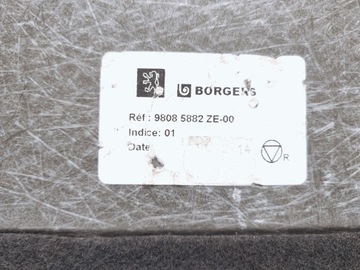 BORGERS
Réf : 9808 5882 ZE-00
Indice: 01
Date:
R